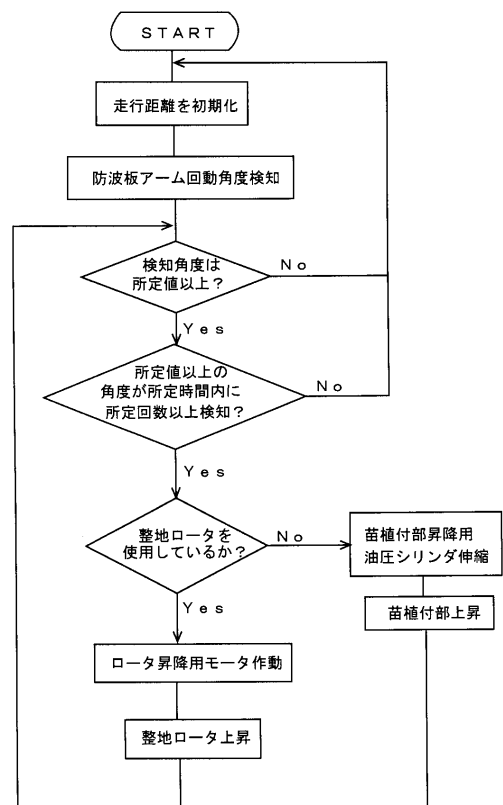 ＳＴＡＲＴ
走行距離を初期化
防波板アーム回動角度検知
検知角度は
所定値以上？
Ｎｏ
Ｙｅｓ
所定値以上の
角度が所定時間内に
所定回数以上検知？
Ｎｏ
Ｙｅｓ
整地ロータを
使用しているか？
Ｎｏ
苗植付部昇降用
油圧シリンダ伸縮
苗植付部上昇
Ｙｅｓ
ロータ昇降用モータ作動
整地ロータ上昇